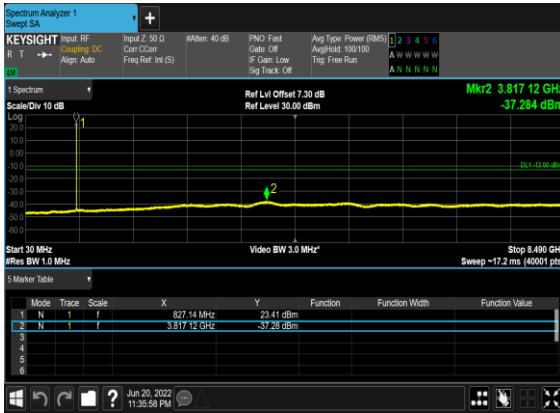 Spectrum Analyzer 1
Swept SA
+
KEYSIGHT Input: RF Input Z: 50 Ω #Atten: 40 dB PNO: Fast Avg Type: Power (RMS) 1 2 3 4 5 6
R T Coupling: DC Corr CCorr Gate: Off Avg|Hold: 100/100 A W W W W W
Align: Auto Freq Ref: Int (S) IF Gain: Low Trig: Free Run
LXI Sig Track: Off A N N N N N
1 Spectrum Ref Lvl Offset 7.30 dB Mkr2 3.817 12 GHz
Scale/Div 10 dB Ref Level 30.00 dBm -37.284 dBm
Log
20.0
10.0
0.00
-10.0
-20.0
-30.0
-40.0
-50.0
-60.0
1
DL1 -13.00 dBm
2
Start 30 MHz Video BW 3.0 MHz* Stop 8.490 GHz
#Res BW 1.0 MHz Sweep ~17.2 ms (40001 pts)
5 Marker Table
Mode Trace Scale X Y Function Function Width Function Value
1 N 1 f 827.14 MHz 23.41 dBm
2 N 1 f 3.817 12 GHz -37.28 dBm
3
4
5
6
? Jun 20, 2022
11:35:58 PM